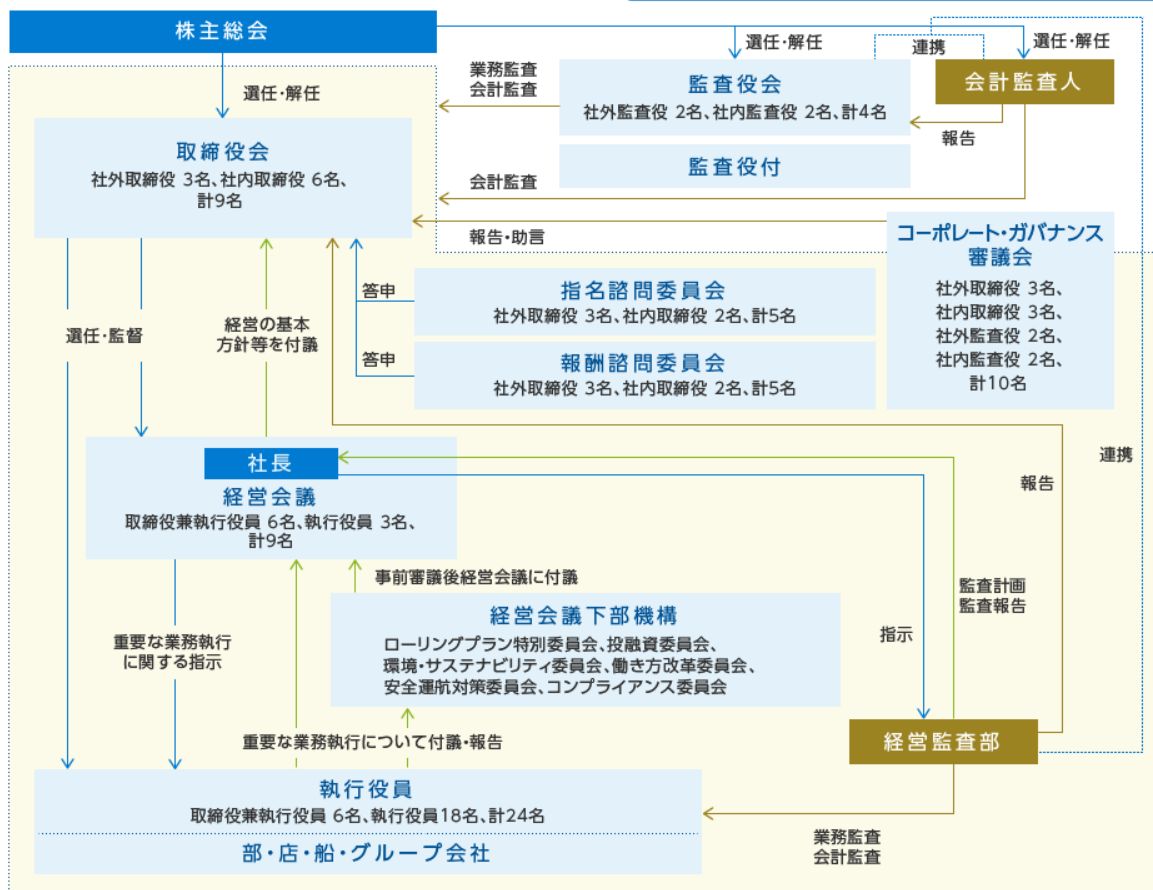 株主総会
選任・解任
連携
選任・解任
業務監査
会計監査
監査役会
社外監査役 2名、社内監査役 2名、計4名
会計監査人
選任・解任
報告
取締役会
社外取締役 3名、社内取締役 6名、
計9名
監査役付
会計監査
報告・助言
コーポレート・ガバナンス
審議会
社外取締役 3名、
社内取締役 3名、
社外監査役 2名、
社内監査役 2名、
計10名
答申
指名諮問委員会
社外取締役 3名、社内取締役 2名、計5名
選任・監督
経営の基本
方針等を付議
答申
報酬諮問委員会
社外取締役 3名、社内取締役 2名、計5名
連携
報告
社長
経営会議
取締役兼執行役員 6名、執行役員 3名、
計9名
事前審議後経営会議に付議
監査計画
監査報告
経営会議下部機構
ローリングプラン特別委員会、投融資委員会、
環境・サステナビリティ委員会、働き方改革委員会、
安全運航対策委員会、コンプライアンス委員会
指示
重要な業務執行
に関する指示
重要な業務執行について付議・報告
経営監査部
執行役員
取締役兼執行役員 6名、執行役員18名、計24名
業務監査
会計監査
部・店・船・グループ会社